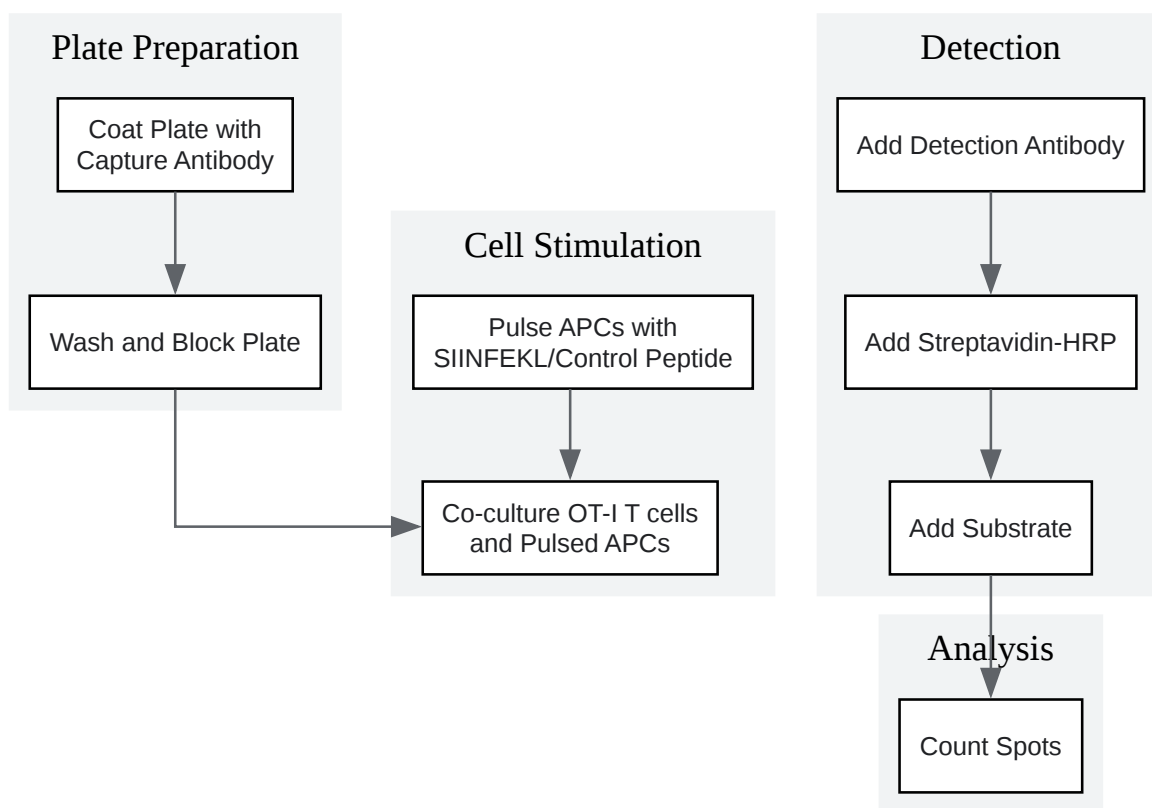 Plate Preparation
Coat Plate with
Capture Antibody
Wash and Block Plate
Cell Stimulation
Pulse APCs with
SIINFEKL/Control Peptide
Co-culture OT-I T cells
and Pulsed APCs
Detection
Add Detection Antibody
Add Streptavidin-HRP
Add Substrate
Analysis
Count Spots